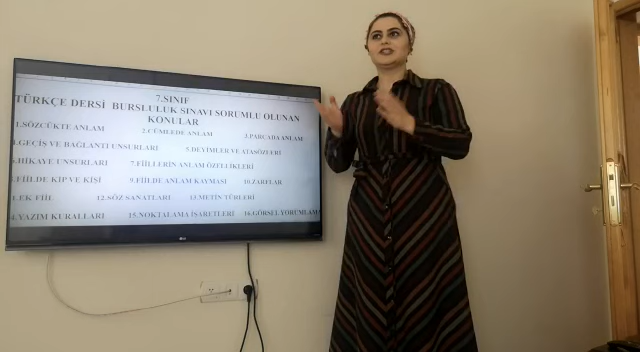 7.SINIF
TÜRKÇE DERSİ BURSLULUK SINAVI SORUMLU OLUNAN
KONULAR
1.SÖZCÜKTE ANLAM 2.CÜMLEDE ANLAM 3.PARÇADA ANLAM
4.GEÇİŞ VE BAĞLANTI UNSURLARI 5.DEYİMLER VE ATASÖZLERİ
6.HİKAYE UNSURLARI 7.FİİLLERİN ANLAM ÖZELLİKLERİ
FİİLDE KİP VE KİŞİ 9.FİİLDE ANLAM KAYMASI 10.ZARFLAR
1.EK FİİL 12.SÖZ SANATLARI 13.METİN TÜRLERİ
4.YAZIM KURALLARI 15.NOKTALAMA İŞARETLERİ 16.GÖRSEL YORUMLAMA
LG